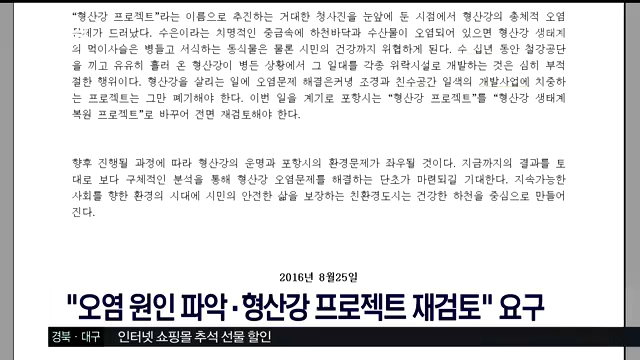 “형산강 프로젝트”라는 이름으로 추진하는 거대한 청사진을 눈앞에 둔 시점에서 형산강의 총체적 오염
문제가 드러났다. 수은이라는 치명적인 중금속에 하천바닥과 수산물이 오염되어 있으면 형산강 생태계
의 먹이사슬은 병들고 서식하는 동식물은 물론 시민의 건강까지 위협하게 된다. 수 십년 동안 철강공단
을 끼고 유유히 흘러 온 형산강이 병든 상황에서 그 일대를 각종 위락시설로 개발하는 것은 심히 부적
절한 행위이다. 형산강을 살리는 일에 오염문제 해결은커녕 조경과 친수공간 일색의 개발사업에 치중하
는 프로젝트는 그만 폐기해야 한다. 이번 일을 계기로 포항시는 “형산강 프로젝트”를 “형산강 생태계
복원 프로젝트”로 바꾸어 전면 재검토해야 한다.
향후 진행될 과정에 따라 형산강의 운명과 포항시의 환경문제가 좌우될 것이다. 지금까지의 결과를 토
대로 보다 구체적인 분석을 통해 형산강 오염문제를 해결하는 단초가 마련되길 기대한다. 지속가능한
사회를 향한 환경의 시대에 시민의 안전한 삶을 보장하는 친환경도시는 건강한 하천을 중심으로 만들어
진다.
2016년 8월25일
"오염 원인 파악·형산강 프로젝트 재검토" 요구
경북·대구 인터넷 쇼핑몰 추석 선물 할인